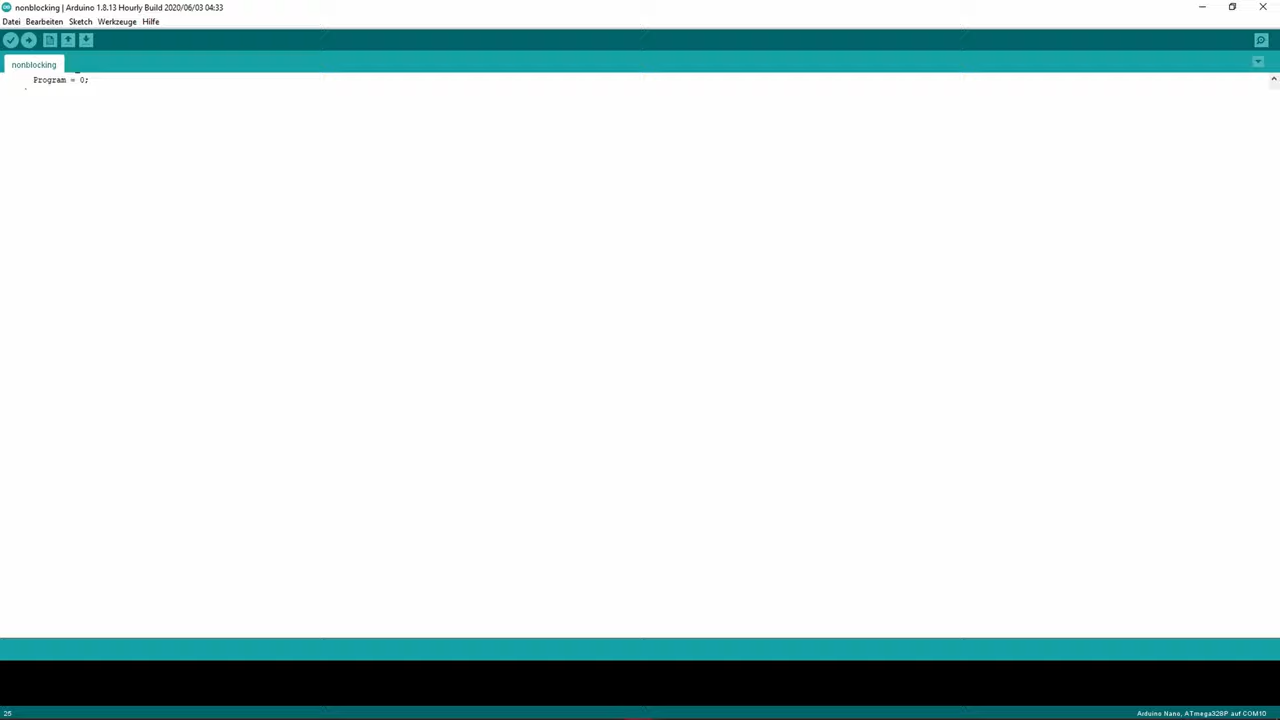 nonblocking | Arduino 1.8.13 Hourly Build 2020/06/03 04:33
Datei Bearbeiten Sketch Werkzeuge Hilfe
nonblocking
Program = 0;
25
Arduino Nano, ATmega328P auf COM10